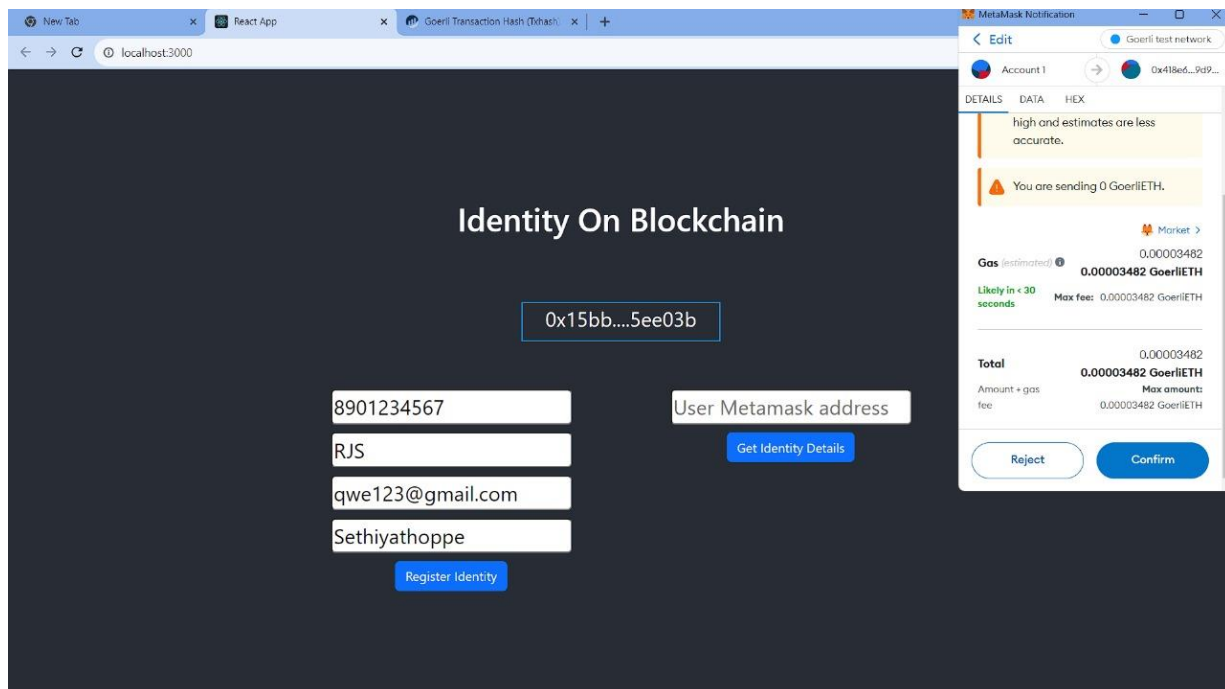 New Tab
React App
Goerli Transaction Hash (Txhash)
localhost:3000
Identity On Blockchain
0x15bb....5ee03b
8901234567
RJS
qwe123@gmail.com
Sethiyathoppe
Register Identity
User Metamask address
Get Identity Details
MetaMask Notification
Edit
Goerli test network
Account 1
0x418e6...9d9...
DETAILS DATA HEX
high and estimates are less
accurate.
You are sending 0 GoerliETH.
Market >
0.00003482
Gas (estimated) 0.00003482 GoerliETH
Likely in < 30
seconds
Max fee: 0.00003482 GoerliETH
0.00003482
Total
0.00003482 GoerliETH
Amount + gas
fee
Max amount:
0.00003482 GoerliETH
Reject
Confirm